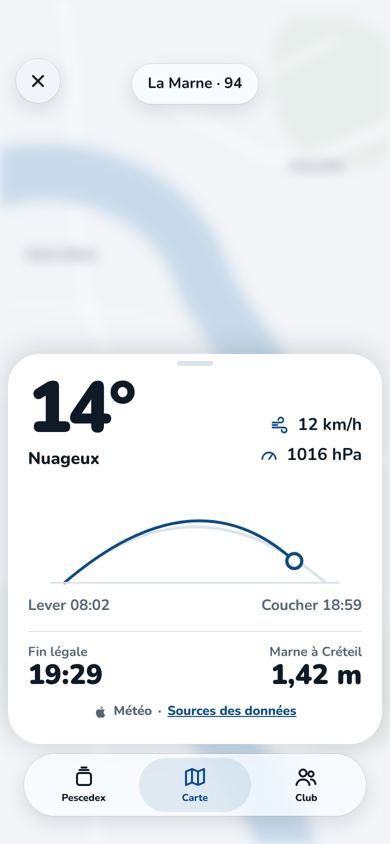 La Marne · 94
14°
Nuageux
12 km/h
1016 hPa
Lever 08:02
Coucher 18:59
Fin légale
19:29
Marne à Créteil
1,42 m
Météo · Sources des données
Pescedex
Carte
Club